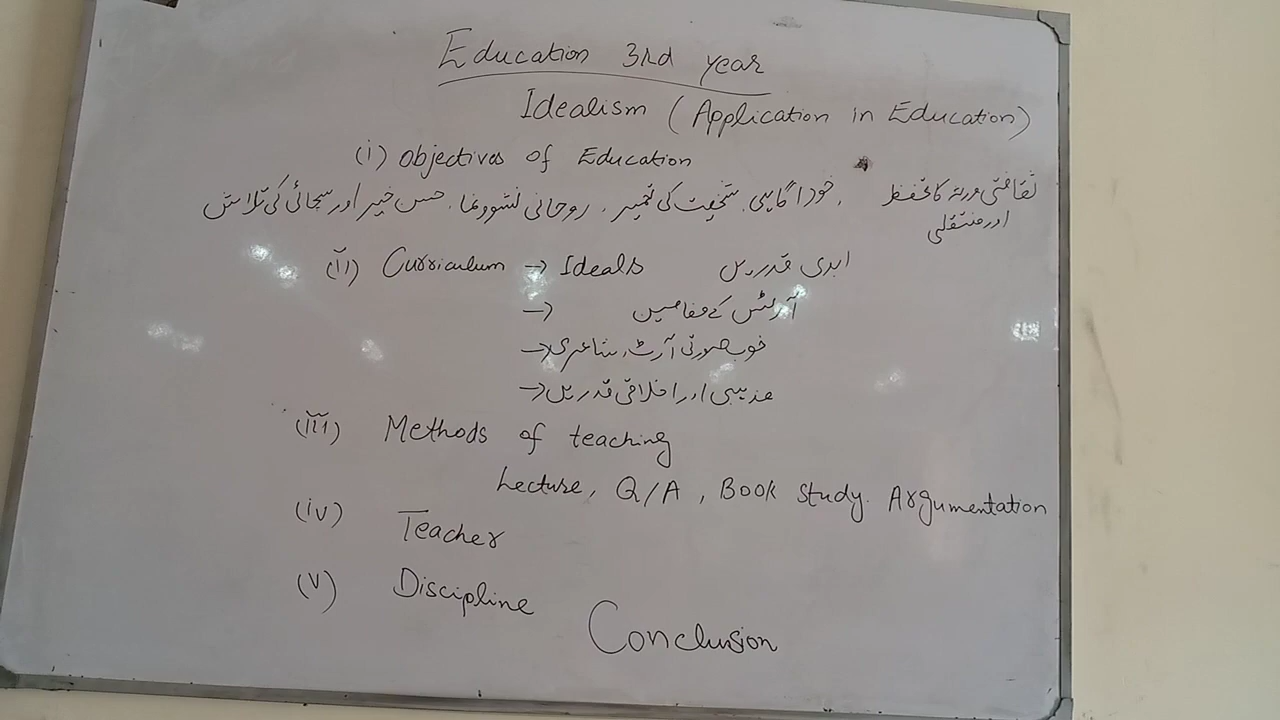 Education 3rd year
Idealism (Application in Education)
(i) Objectives of Education
ثقافتی ورثہ کا تحفظ ، خود آگاہی ، شخصیت کی تعمیر ، روحانی نشوونما ، حسن خیر اور سچائی کی تلاش
اور منتقلی
(ii) Curriculum → Ideals ابدی قدریں
→ آرٹس کے مضامین
→ خوبصورتی آرٹ، شاعری
→ مذہبی اور اخلاقی قدریں
(iii) Methods of teaching
Lecture, Q/A, Book study. Argumentation
(iv) Teacher
(v) Discipline
Conclusion